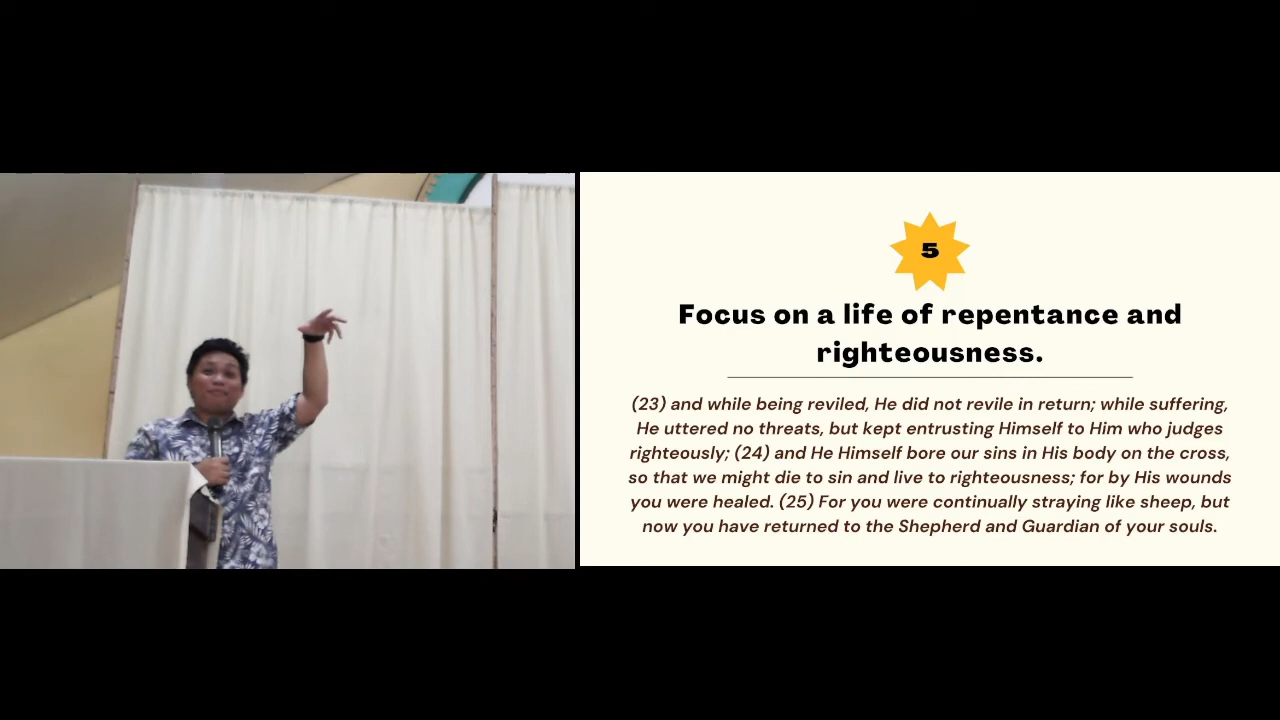 5
Focus on a life of repentance and
righteousness.
(23) and while being reviled, He did not revile in return; while suffering,
He uttered no threats, but kept entrusting Himself to Him who judges
righteously; (24) and He Himself bore our sins in His body on the cross,
so that we might die to sin and live to righteousness; for by His wounds
you were healed. (25) For you were continually straying like sheep, but
now you have returned to the Shepherd and Guardian of your souls.